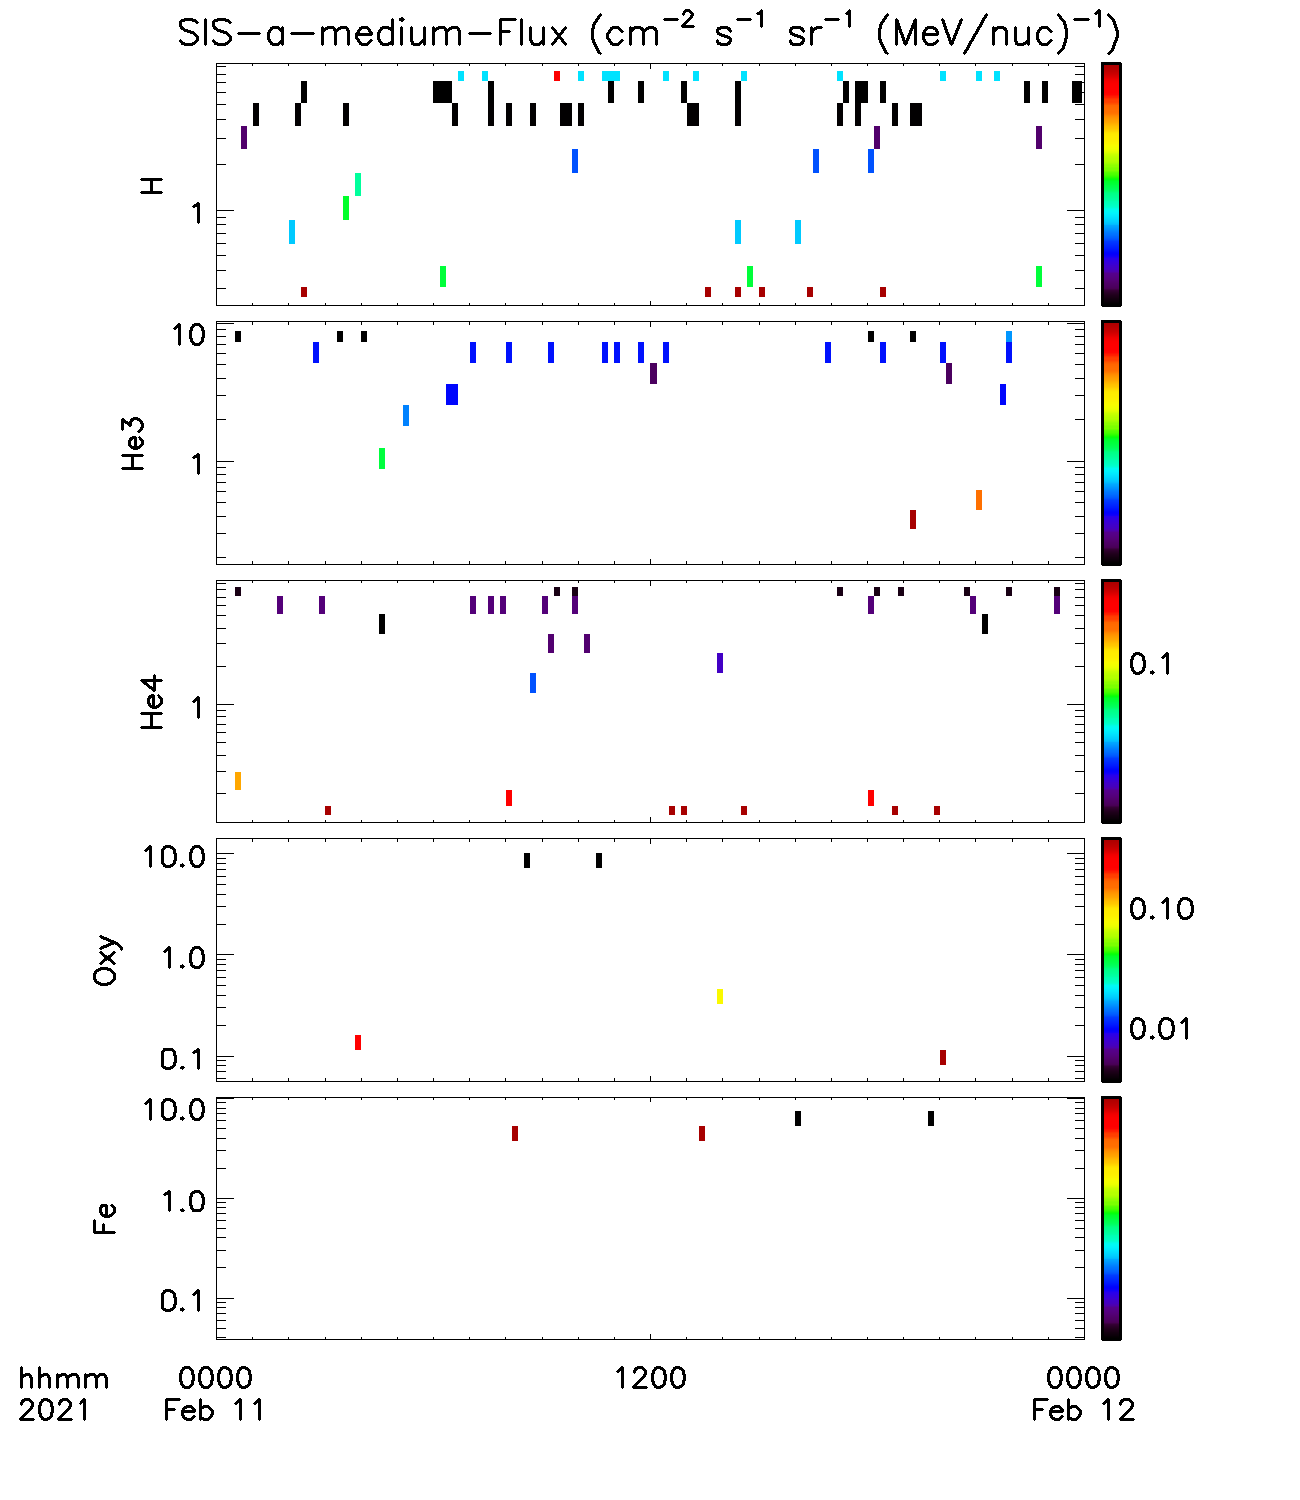 SIS-a-medium-Flux (cm⁻² s⁻¹ sr⁻¹ (MeV/nuc)⁻¹)
H
1
He3
10
1
He4
1
0.1
Oxy
10.0
1.0
0.1
0.10
0.01
Fe
10.0
1.0
0.1
hhmm 0000 1200 0000
2021 Feb 11 Feb 12